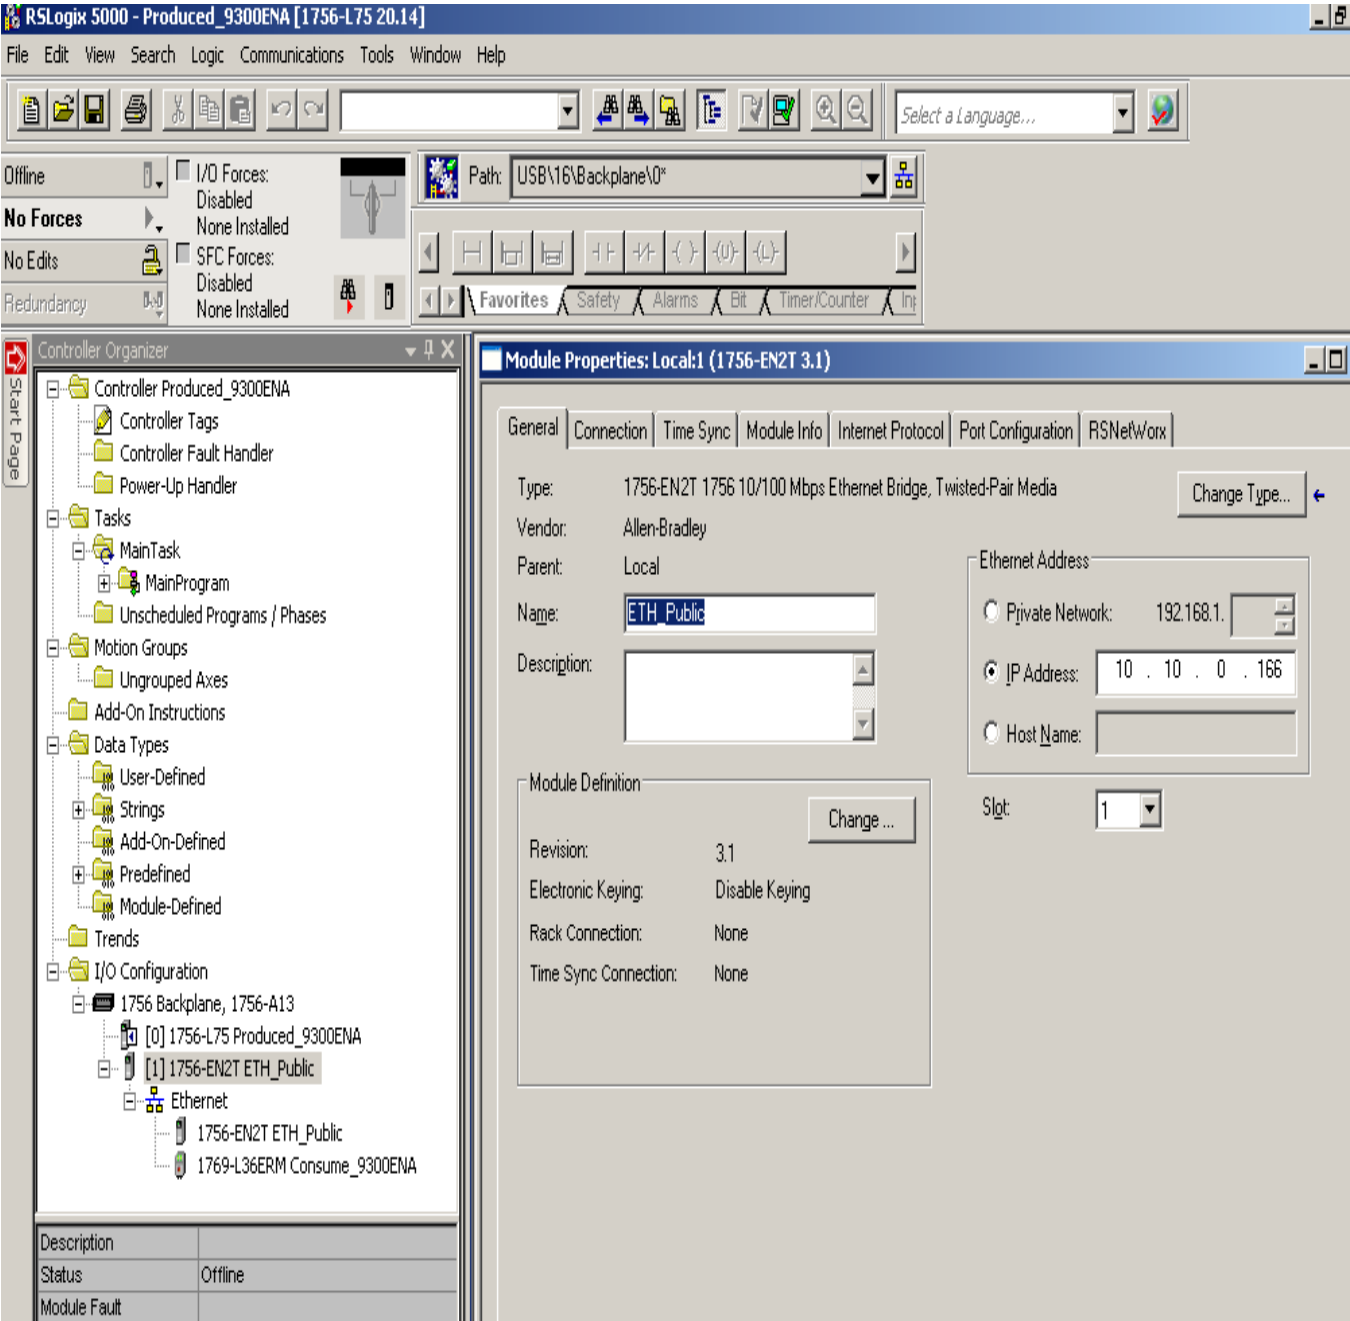 RSLogix 5000 - Produced_9300ENA [1756-L75 20.14]
File Edit View Search Logic Communications Tools Window Help
Select a Language...
Offline
No Forces
No Edits
Redundancy
I/O Forces:
Disabled
None Installed
SFC Forces:
Disabled
None Installed
Path: USB\16\Backplane\0*
Favorites Safety Alarms Bit Timer/Counter
Start Page
Controller Organizer
Controller Produced_9300ENA
Controller Tags
Controller Fault Handler
Power-Up Handler
Tasks
MainTask
MainProgram
Unscheduled Programs / Phases
Motion Groups
Ungrouped Axes
Add-On Instructions
Data Types
User-Defined
Strings
Add-On-Defined
Predefined
Module-Defined
Trends
I/O Configuration
1756 Backplane, 1756-A13
[0] 1756-L75 Produced_9300ENA
[1] 1756-EN2T ETH_Public
Ethernet
1756-EN2T ETH_Public
1769-L36ERM Consume_9300ENA
Description
Status Offline
Module Fault
Module Properties: Local:1 (1756-EN2T 3.1)
General Connection Time Sync Module Info Internet Protocol Port Configuration RSNetWorx
Type: 1756-EN2T 1756 10/100 Mbps Ethernet Bridge, Twisted-Pair Media
Change Type...
Vendor: Allen-Bradley
Parent: Local
Name: ETH_Public
Description:
Ethernet Address
Private Network: 192.168.1.
IP Address: 10 . 10 . 0 . 166
Host Name:
Slot: 1
Module Definition
Change ...
Revision: 3.1
Electronic Keying: Disable Keying
Rack Connection: None
Time Sync Connection: None